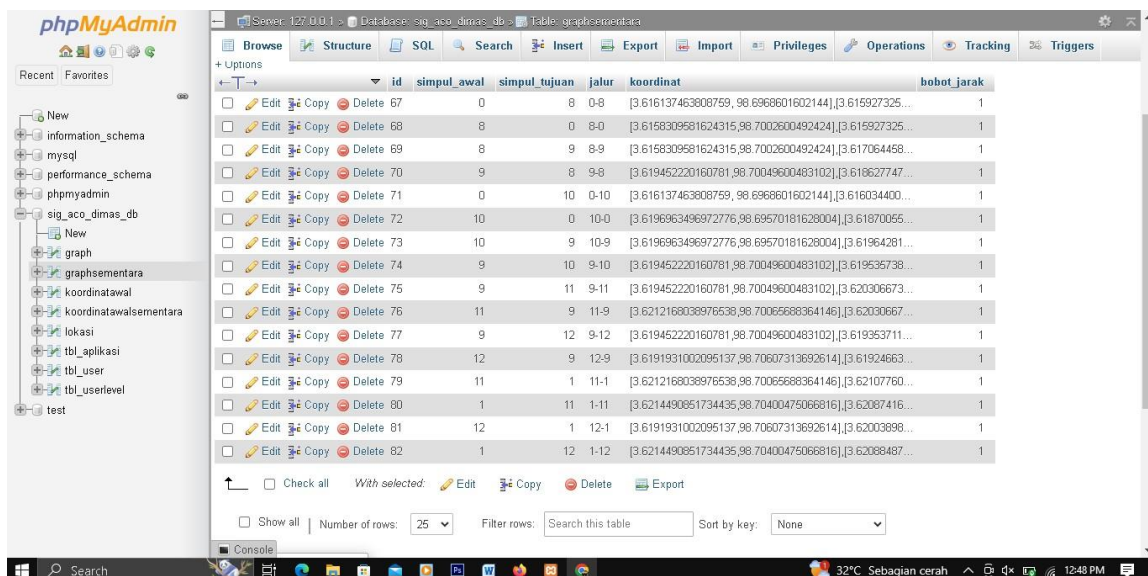 phpMyAdmin
Recent Favorites
New
information_schema
mysql
performance_schema
phpmyadmin
sig_aco_dimas_db
New
graph
graphsementara
koordinatawal
koordinatawalsementara
lokasi
tbl_aplikasi
tbl_user
tbl_userlevel
test
Server: 127.0.0.1 » Database: sig_aco_dimas_db » Table: graphsementara
Browse Structure SQL Search Insert Export Import Privileges Operations Tracking Triggers
+ Options
←T→ id simpul_awal simpul_tujuan jalur koordinat bobot_jarak
Edit Copy Delete 67 0 8 0-8 [3.616137463808759, 98.6968601602144],[3.615927325... 1
Edit Copy Delete 68 8 0 8-0 [3.6158309581624315,98.7002600492424],[3.615927325... 1
Edit Copy Delete 69 8 9 8-9 [3.6158309581624315,98.7002600492424],[3.617064458... 1
Edit Copy Delete 70 9 8 9-8 [3.619452220160781,98.70049600483102],[3.618627747... 1
Edit Copy Delete 71 0 10 0-10 [3.616137463808759, 98.6968601602144],[3.616034400... 1
Edit Copy Delete 72 10 0 10-0 [3.6196963496972776,98.69570181628004],[3.61870055... 1
Edit Copy Delete 73 10 9 10-9 [3.6196963496972776,98.69570181628004],[3.61964281... 1
Edit Copy Delete 74 9 10 9-10 [3.619452220160781,98.70049600483102],[3.619535738... 1
Edit Copy Delete 75 9 11 9-11 [3.619452220160781,98.70049600483102],[3.620306673... 1
Edit Copy Delete 76 11 9 11-9 [3.6212168038976538,98.70065688364146],[3.62030667... 1
Edit Copy Delete 77 9 12 9-12 [3.619452220160781,98.70049600483102],[3.619353711... 1
Edit Copy Delete 78 12 9 12-9 [3.6191931002095137,98.70607313692614],[3.61924663... 1
Edit Copy Delete 79 11 1 11-1 [3.6212168038976538,98.70065688364146],[3.62107760... 1
Edit Copy Delete 80 1 11 1-11 [3.6214490851734435,98.70400475066816],[3.62087416... 1
Edit Copy Delete 81 12 1 12-1 [3.6191931002095137,98.70607313692614],[3.62003898... 1
Edit Copy Delete 82 1 12 1-12 [3.6214490851734435,98.70400475066816],[3.62088487... 1
Check all With selected: Edit Copy Delete Export
Show all | Number of rows: 25 Filter rows: Search this table Sort by key: None
Console
Search 32°C Sebagian cerah 12:48 PM